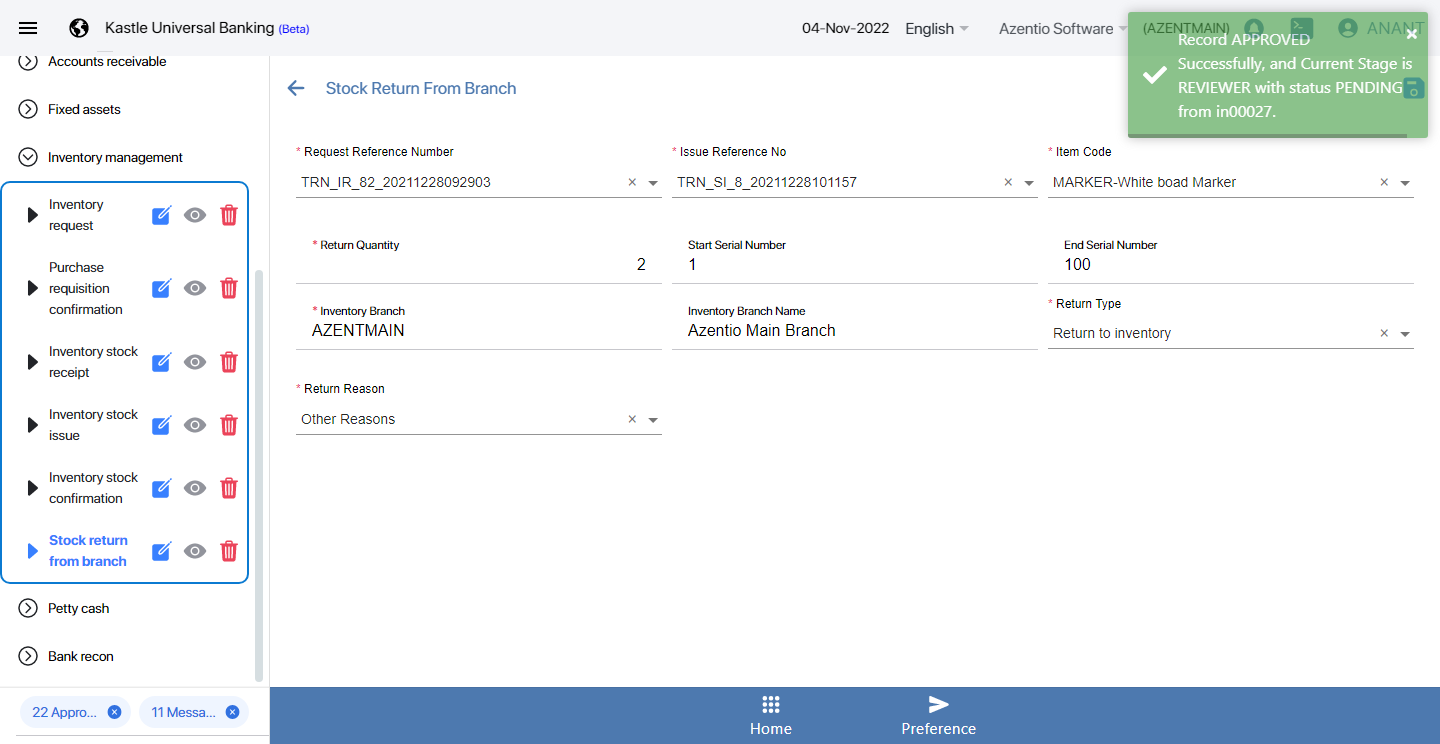 Kastle Universal Banking (Beta)
04-Nov-2022
English
Azentio Software
(AZENTMAIN)
ANANT
Record APPROVED
Successfully, and Current Stage is
REVIEWER with status PENDING
from in00027.
Accounts receivable
Fixed assets
Inventory management
Inventory
request
Purchase
requisition
confirmation
Inventory stock
receipt
Inventory stock
issue
Inventory stock
confirmation
Stock return
from branch
Petty cash
Bank recon
22 Appro...
11 Messa...
Stock Return From Branch
* Request Reference Number
TRN_IR_82_20211228092903
* Issue Reference No
TRN_SI_8_20211228101157
* Item Code
MARKER-White boad Marker
* Return Quantity
2
Start Serial Number
1
End Serial Number
100
* Inventory Branch
AZENTMAIN
Inventory Branch Name
Azentio Main Branch
* Return Type
Return to inventory
* Return Reason
Other Reasons
Home
Preference